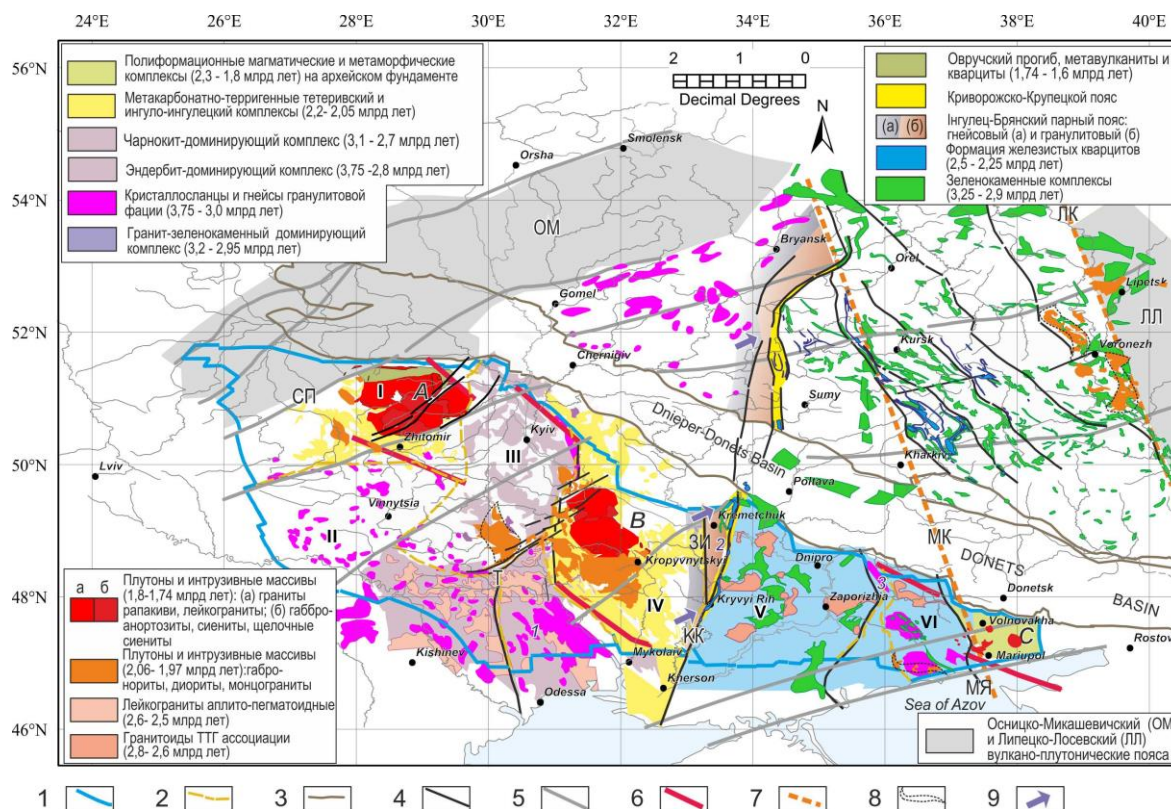 24°E 26°E 28°E 30°E 32°E 34°E 36°E 38°E 40°E
56°N
54°N
52°N
50°N
48°N
46°N
Полиформационные магматические и метаморфические
комплексы (2,3 - 1,8 млрд лет) на архейском фундаменте
Метакарбонатно-терригенные тетеривский и
ингуло-ингулецкий комплексы (2,2- 2,05 млрд лет)
Чарнокит-доминирующий комплекс (3,1 - 2,7 млрд лет)
Эндербит-доминирующий комплекс (3,75 -2,8 млрд лет)
Кристаллосланцы и гнейсы гранулитовой
фации (3,75 - 3,0 млрд лет)
Гранит-зеленокаменный доминирующий
комплекс (3,2 - 2,95 млрд лет)
2 1 0
Decimal Degrees
N
Овручский прогиб, метавулканиты и
кварциты (1,74 - 1,6 млрд лет)
Криворожско-Крупецкой пояс
(а) (б)
Інгулец-Брянский парный пояс:
гнейсовый (а) и гранулитовый (б)
Формация железистых кварцитов
(2,5 - 2,25 млрд лет)
Зеленокаменные комплексы
(3,25 - 2,9 млрд лет)
Smolensk
Orsha
ОМ
ЛК
Bryansk
Orel
Lipetsk
Gomel
ЛЛ
Kursk
Voronezh
Chernigiv
СП
I
A
Sumy
Zhitomir
Kyiv
III
Dnieper-Donets Basin
Kharkiv
Lviv
Poltava
Vinnytsia
II
B
Kremetchuk
ЗИ
2
МК
DONETS
BASIN
Т
Kropyvnytskyi
Dnipro
3
Donetsk
Kryvyi Rih
V
Zaporizhia
IV
VI
Volnovakha
C
1
КК
Rostov
Kishinev
Mykolaiv
Mariupol
Kherson
МЯ
Odessa
Sea of Azov
а б
Плутоны и интрузивные массивы
(1,8-1,74 млрд лет): (а) граниты
рапакиви, лейкограниты; (б) габбро-
анортозиты, сиениты, щелочные
сиениты
Плутоны и интрузивные массивы
(2,06- 1,97 млрд лет):габро-
нориты, диориты, монцограниты
Лейкограниты аплито-пегматоидные
(2,6- 2,5 млрд лет)
Гранитоиды ТТГ ассоциации
(2,8- 2,6 млрд лет)
Осницко-Микашевичский (ОМ)
и Липецко-Лосевский (ЛЛ)
вулкано-плутонические пояса
1 2 3 4 5 6 7 8 9